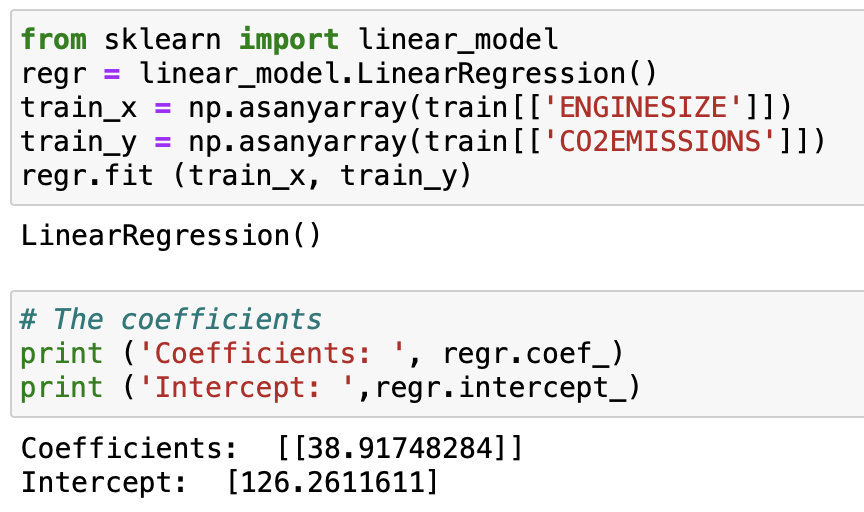 from sklearn import linear_model
regr = linear_model.LinearRegression()
train_x = np.asanyarray(train[['ENGINESIZE']])
train_y = np.asanyarray(train[['CO2EMISSIONS']])
regr.fit (train_x, train_y)
LinearRegression()
# The coefficients
print ('Coefficients: ', regr.coef_)
print ('Intercept: ',regr.intercept_)
Coefficients:  [[38.91748284]]
Intercept:  [126.2611611]